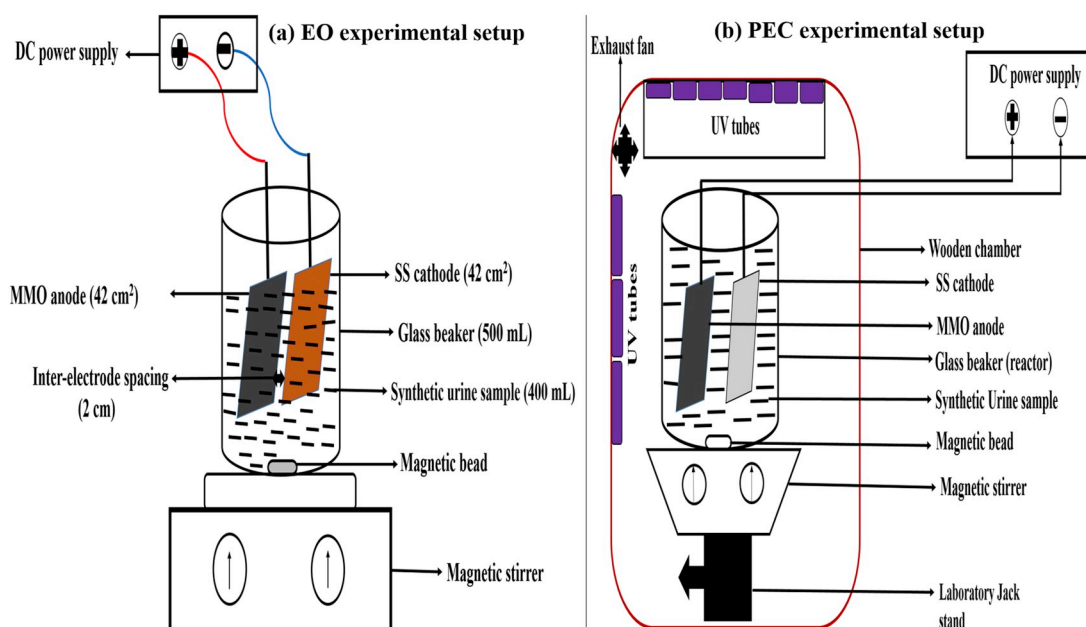 (a) EO experimental setup
DC power supply
MMO anode (42 cm²)
Inter-electrode spacing
(2 cm)
SS cathode (42 cm²)
Glass beaker (500 mL)
Synthetic urine sample (400 mL)
Magnetic bead
Magnetic stirrer
(b) PEC experimental setup
Exhaust fan
DC power supply
UV tubes
UV tubes
Wooden chamber
SS cathode
MMO anode
Glass beaker (reactor)
Synthetic Urine sample
Magnetic bead
Magnetic stirrer
Laboratory Jack
stand